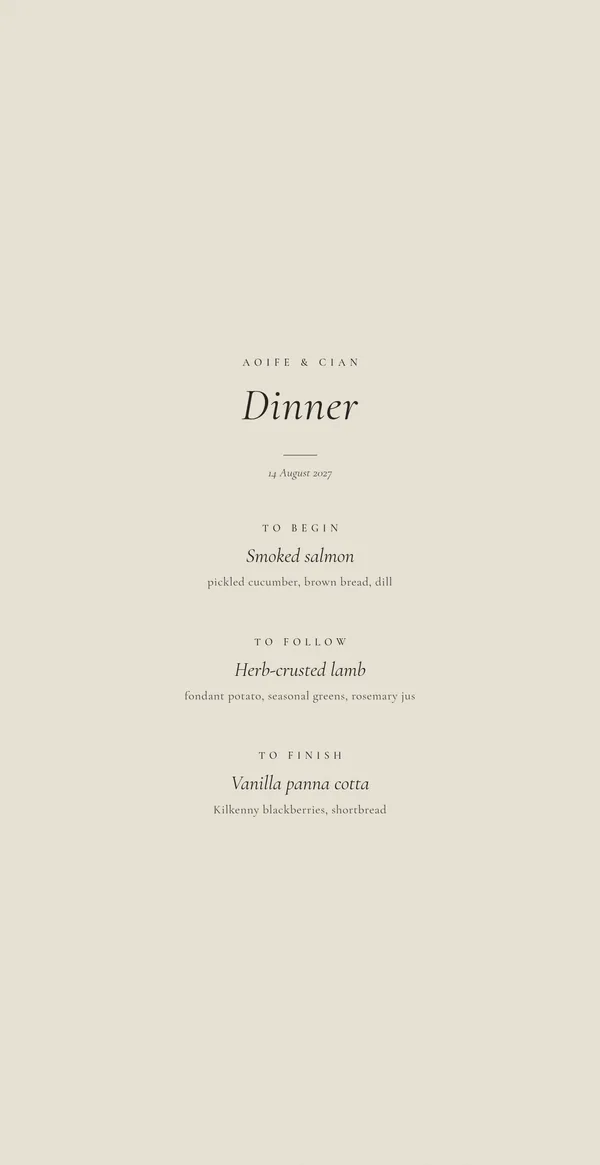 AOIFE & CIAN
Dinner
14 August 2027
TO BEGIN
Smoked salmon
pickled cucumber, brown bread, dill
TO FOLLOW
Herb-crusted lamb
fondant potato, seasonal greens, rosemary jus
TO FINISH
Vanilla panna cotta
Kilkenny blackberries, shortbread